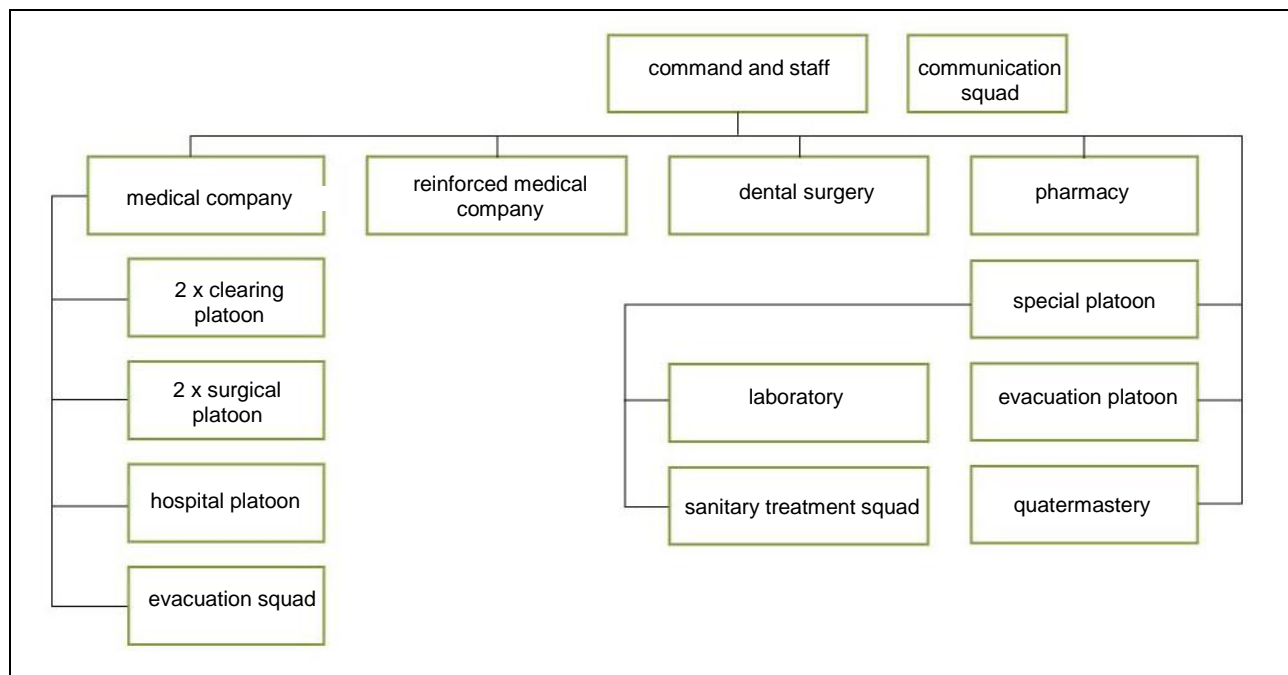 command and staff
communication
squad
medical company
reinforced medical
company
dental surgery
pharmacy
2 x clearing
platoon
special platoon
2 x surgical
platoon
laboratory
evacuation platoon
hospital platoon
sanitary treatment squad
quatermastery
evacuation squad